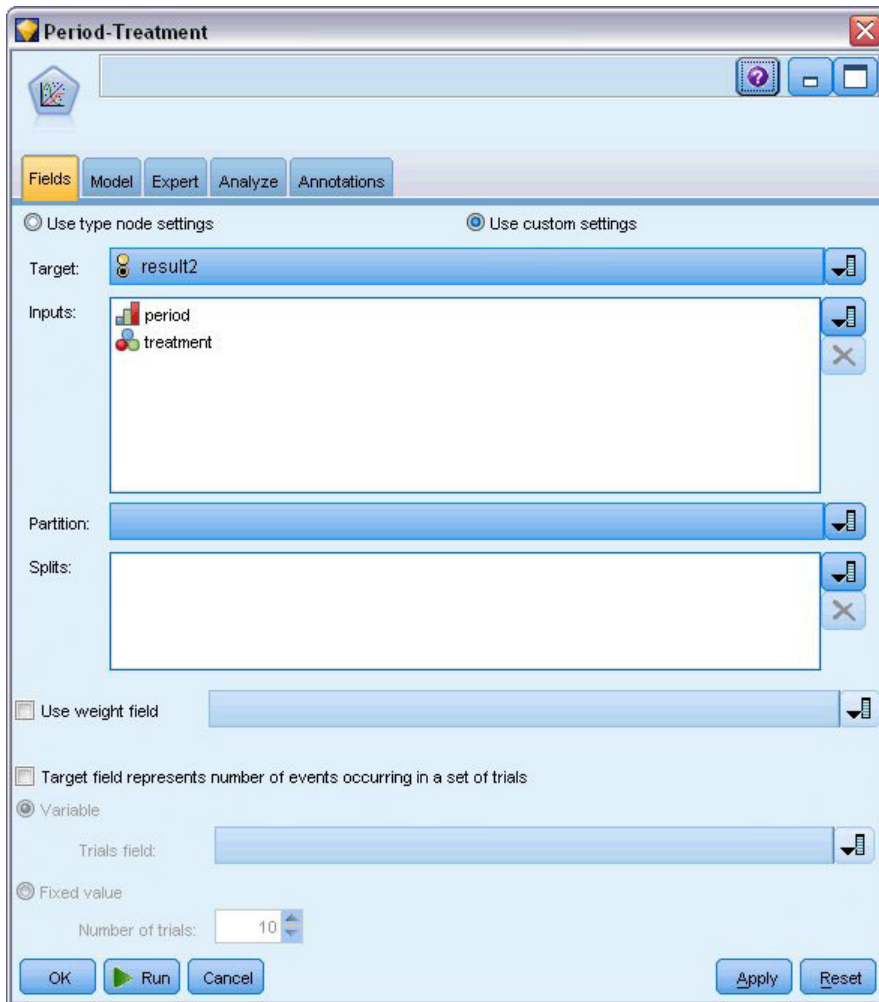 Period-Treatment
Fields Model Expert Analyze Annotations
Use type node settings Use custom settings
Target: result2
Inputs: period
treatment
Partition:
Splits:
Use weight field
Target field represents number of events occurring in a set of trials
Variable
Trials field:
Fixed value
Number of trials: 10
OK Run Cancel Apply Reset